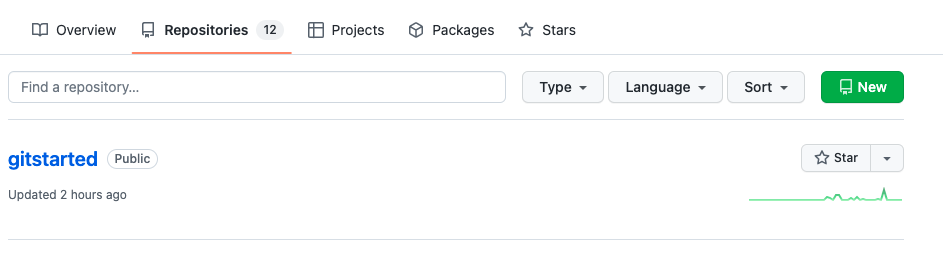 Overview Repositories 12 Projects Packages Stars
Find a repository... Type Language Sort New
gitstarted Public Star
Updated 2 hours ago